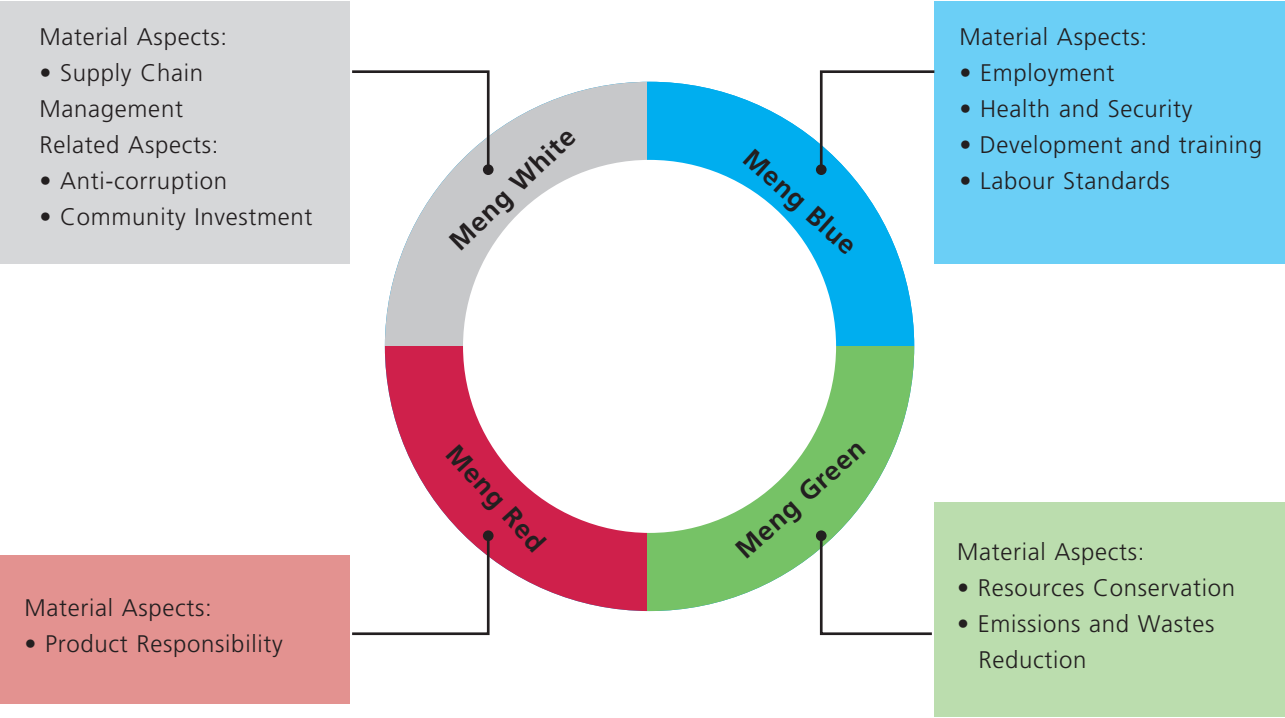 Material Aspects:
• Supply Chain
Management
Related Aspects:
• Anti-corruption
• Community Investment
Meng White
Meng Blue
Material Aspects:
• Employment
• Health and Security
• Development and training
• Labour Standards
Meng Red
Meng Green
Material Aspects:
• Product Responsibility
Material Aspects:
• Resources Conservation
• Emissions and Wastes
Reduction